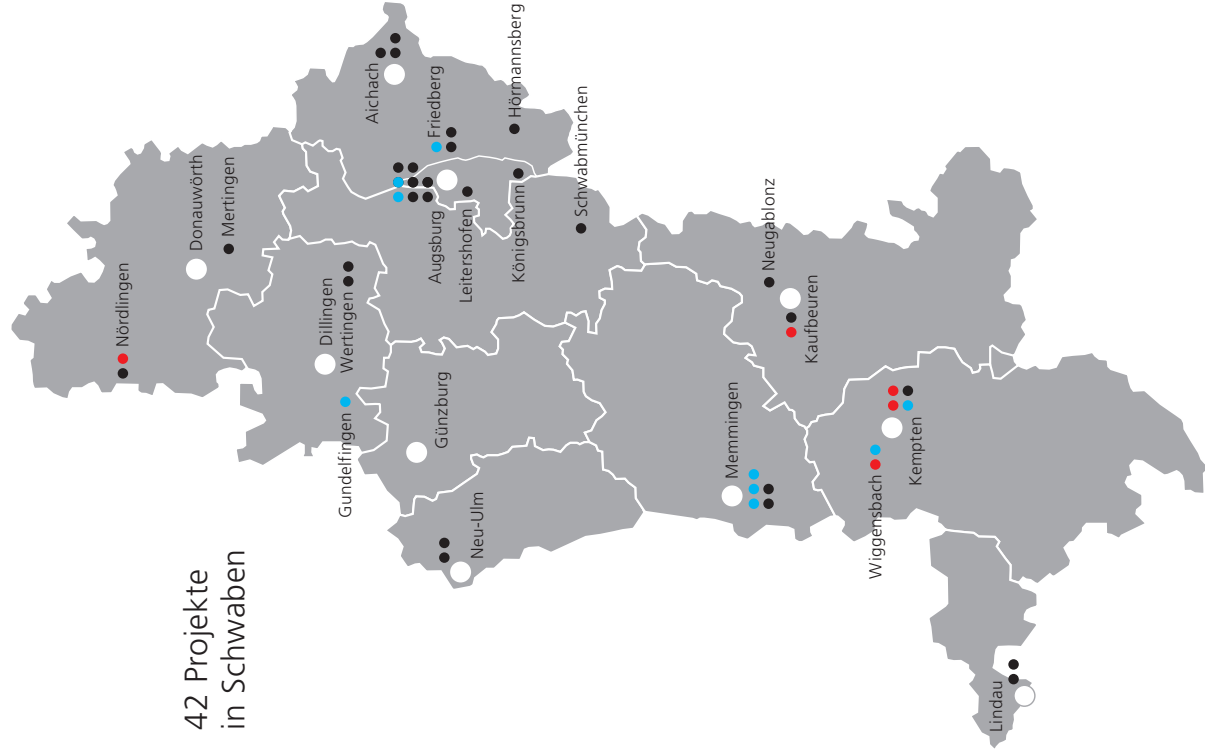 42 Projekte
in Schwaben
Nördlingen
Donauwörth
Mertingen
Dillingen
Wertingen
Gundelfingen
Günzburg
Neu-Ulm
Aichach
Friedberg
Augsburg
Leitershofen
Königsbrunn
Hörmannsberg
Schwabmünchen
Memmingen
Neugablonz
Kaufbeuren
Wiggensbach
Kempten
Lindau